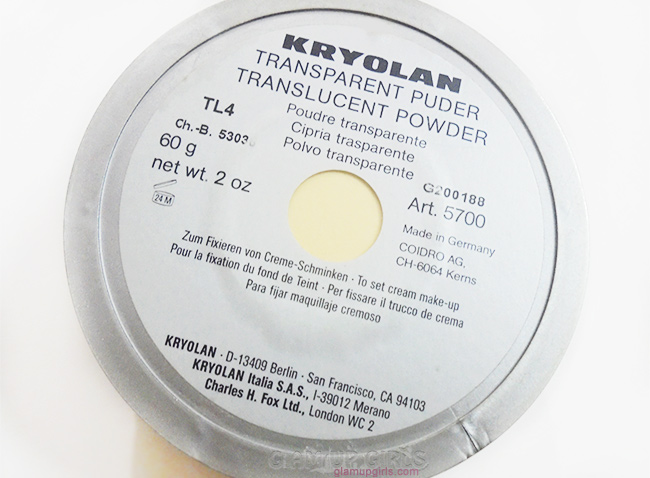 KRYOLAN
TRANSPARENT PUDER
TRANSLUCENT POWDER
TL4
Poudre transparente
Cipria trasparente
Polvo transparente
Ch.-B. 5303
60 g
net wt. 2 oz
24 M
G200188
Art. 5700
Made in Germany
COIDRO AG,
CH-6064 Kerns
Zum Fixieren von Creme-Schminken · To set cream make-up
Pour la fixation du fond de Teint · Per fissare il trucco de crema
Para fijar maquillaje cremoso
KRYOLAN · D-13409 Berlin · San Francisco, CA 94103
KRYOLAN Italia S.A.S., I-39012 Merano
Charles H. Fox Ltd., London WC 2
GLAMUP GIRLS
glamupgirls.com